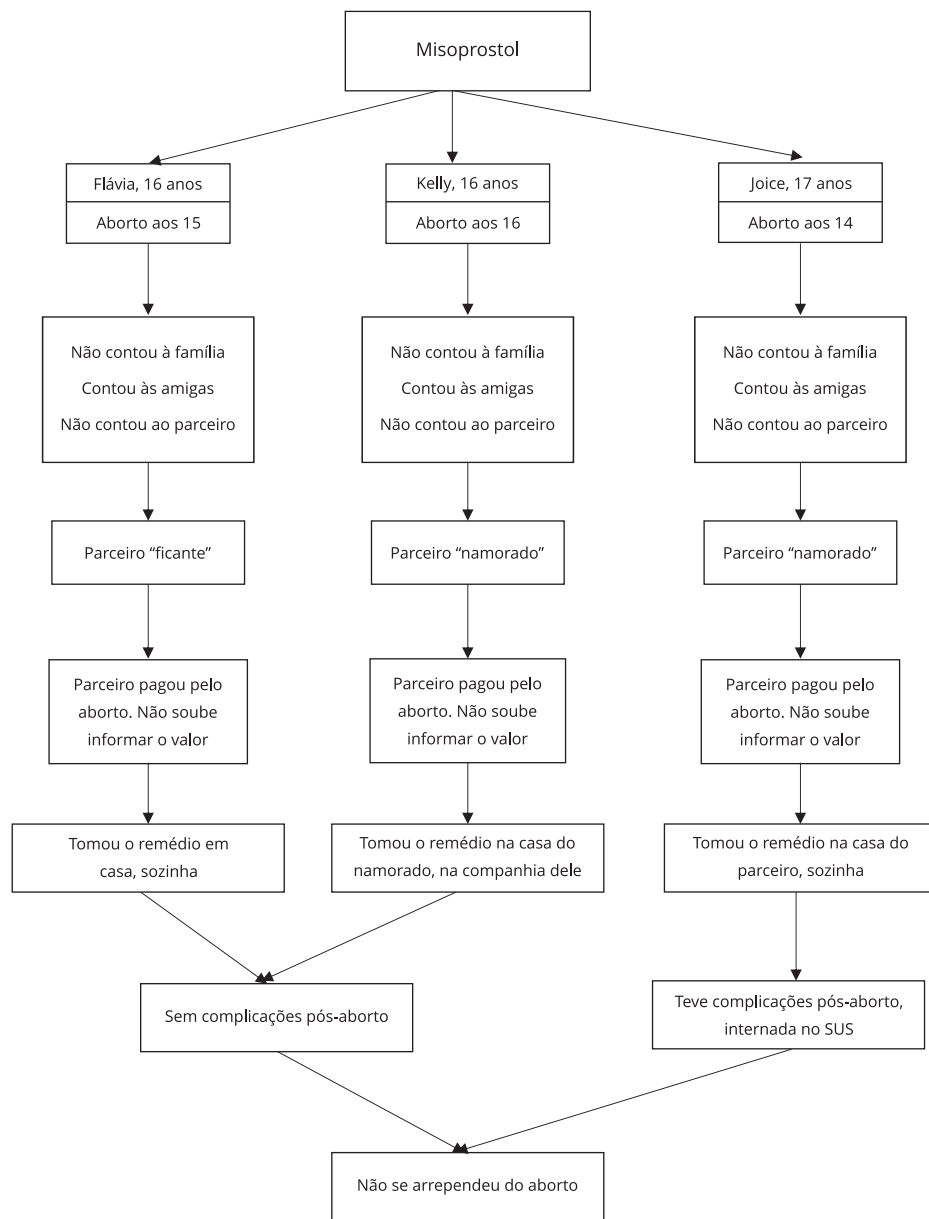 Misoprostol
Flávia, 16 anos
Aborto aos 15
Kelly, 16 anos
Aborto aos 16
Joice, 17 anos
Aborto aos 14
Não contou à família
Contou às amigas
Não contou ao parceiro
Não contou à família
Contou às amigas
Não contou ao parceiro
Não contou à família
Contou às amigas
Não contou ao parceiro
Parceiro “ficante”
Parceiro “namorado”
Parceiro “namorado”
Parceiro pagou pelo
aborto. Não soube
informar o valor
Parceiro pagou pelo
aborto. Não soube
informar o valor
Parceiro pagou pelo
aborto. Não soube
informar o valor
Tomou o remédio em
casa, sozinha
Tomou o remédio na casa do
namorado, na companhia dele
Tomou o remédio na casa do
parceiro, sozinha
Sem complicações pós-aborto
Teve complicações pós-aborto,
internada no SUS
Não se arrependeu do aborto